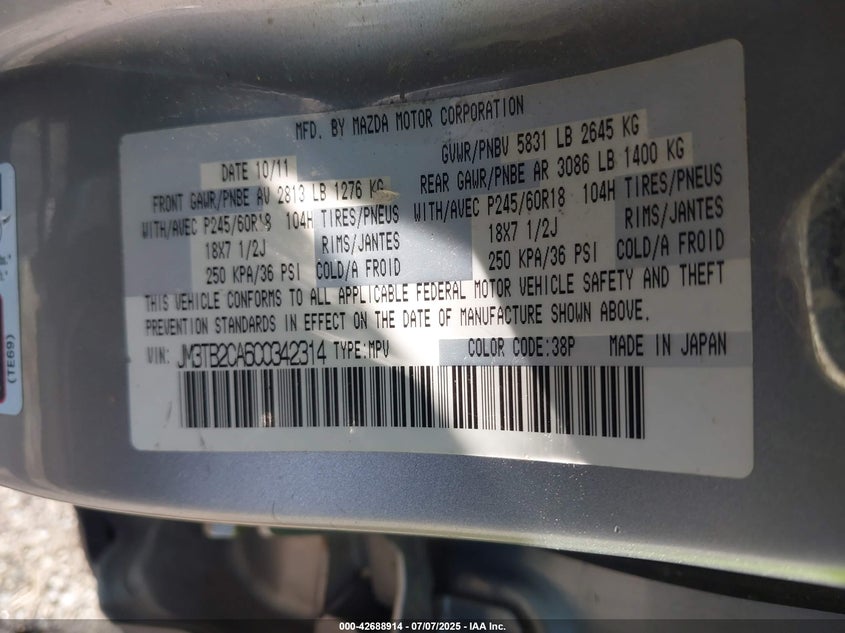 MFD. BY MAZDA MOTOR CORPORATION
DATE 10/11 GVWR/PNBV 5831 LB 2645 KG
FRONT GAWR/PNBE AV 2813 LB 1276 KG REAR GAWR/PNBE AR 3086 LB 1400 KG
WITH/AVEC P245/60R18 104H TIRES/PNEUS WITH/AVEC P245/60R18 104H TIRES/PNEUS
18X7 1/2J RIMS/JANTES 18X7 1/2J RIMS/JANTES
250 KPA/36 PSI COLD/A FROID 250 KPA/36 PSI COLD/A FROID
THIS VEHICLE CONFORMS TO ALL APPLICABLE FEDERAL MOTOR VEHICLE SAFETY AND THEFT
PREVENTION STANDARDS IN EFFECT ON THE DATE OF MANUFACTURE SHOWN ABOVE.
VIN: JM3TB2CA6C0342314 TYPE:MPV COLOR CODE:38P MADE IN JAPAN
(TE69)
000-42688914 - 07/07/2025 - IAA Inc.